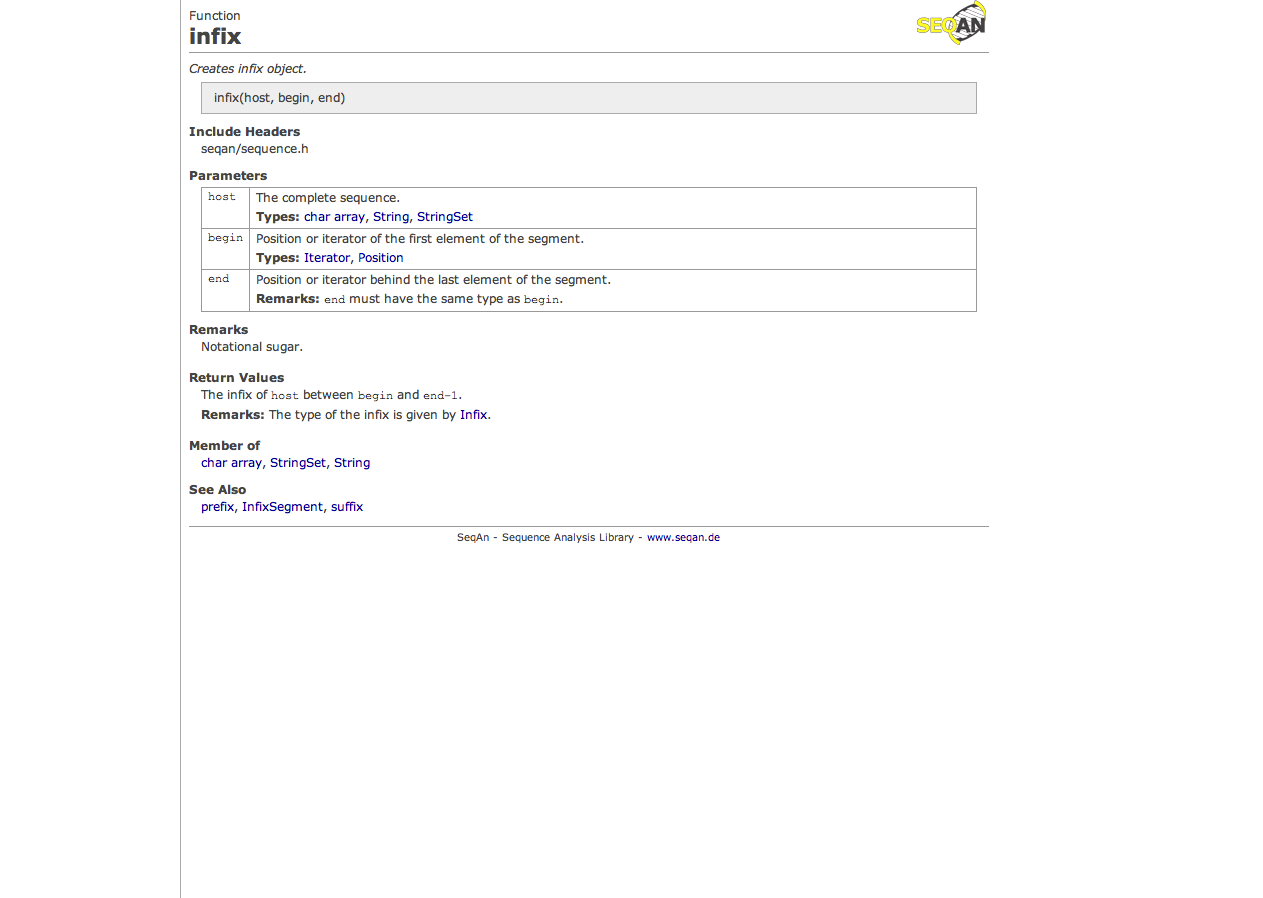 Function
infix
SEQAN
Creates infix object.
infix(host, begin, end)
Include Headers
seqan/sequence.h
Parameters
host The complete sequence.
Types: char array, String, StringSet
begin Position or iterator of the first element of the segment.
Types: Iterator, Position
end Position or iterator behind the last element of the segment.
Remarks: end must have the same type as begin.
Remarks
Notational sugar.
Return Values
The infix of host between begin and end-1.
Remarks: The type of the infix is given by Infix.
Member of
char array, StringSet, String
See Also
prefix, InfixSegment, suffix
SeqAn - Sequence Analysis Library - www.seqan.de